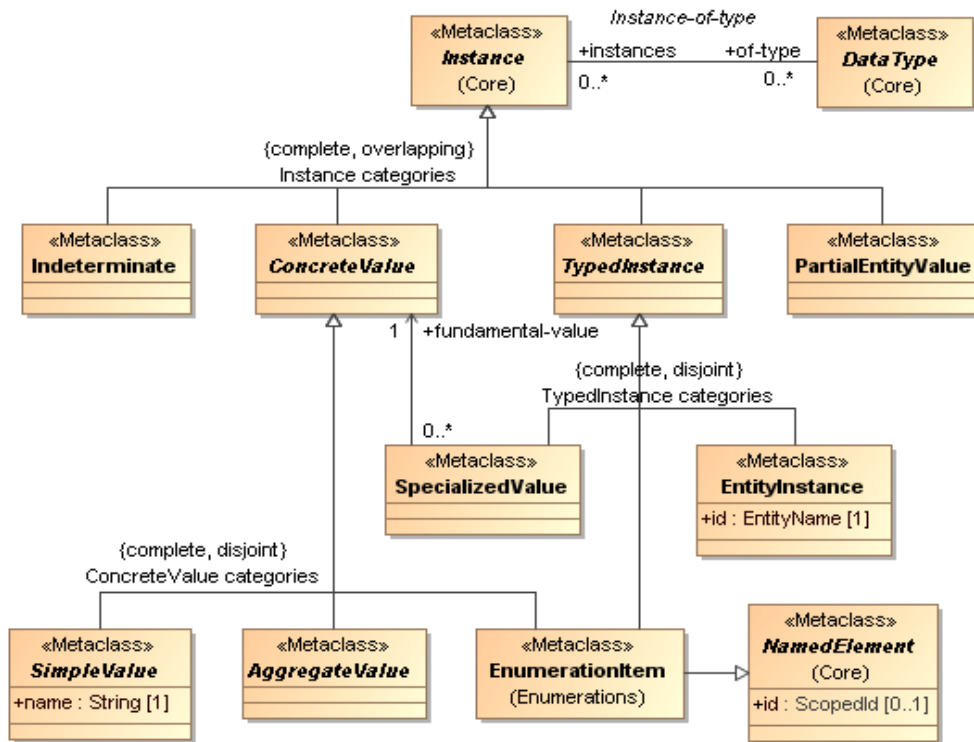 Instance-of-type
«Metaclass»
Instance
(Core)
+instances
0..*
+of-type
0..*
«Metaclass»
DataType
(Core)
{complete, overlapping}
Instance categories
«Metaclass»
Indeterminate
«Metaclass»
ConcreteValue
«Metaclass»
TypedInstance
«Metaclass»
PartialEntityValue
1
+fundamental-value
{complete, disjoint}
TypedInstance categories
0..*
«Metaclass»
SpecializedValue
«Metaclass»
EntityInstance
+id : EntityName [1]
{complete, disjoint}
ConcreteValue categories
«Metaclass»
SimpleValue
+name : String [1]
«Metaclass»
AggregateValue
«Metaclass»
EnumerationItem
(Enumerations)
«Metaclass»
NamedElement
(Core)
+id : ScopedId [0..1]